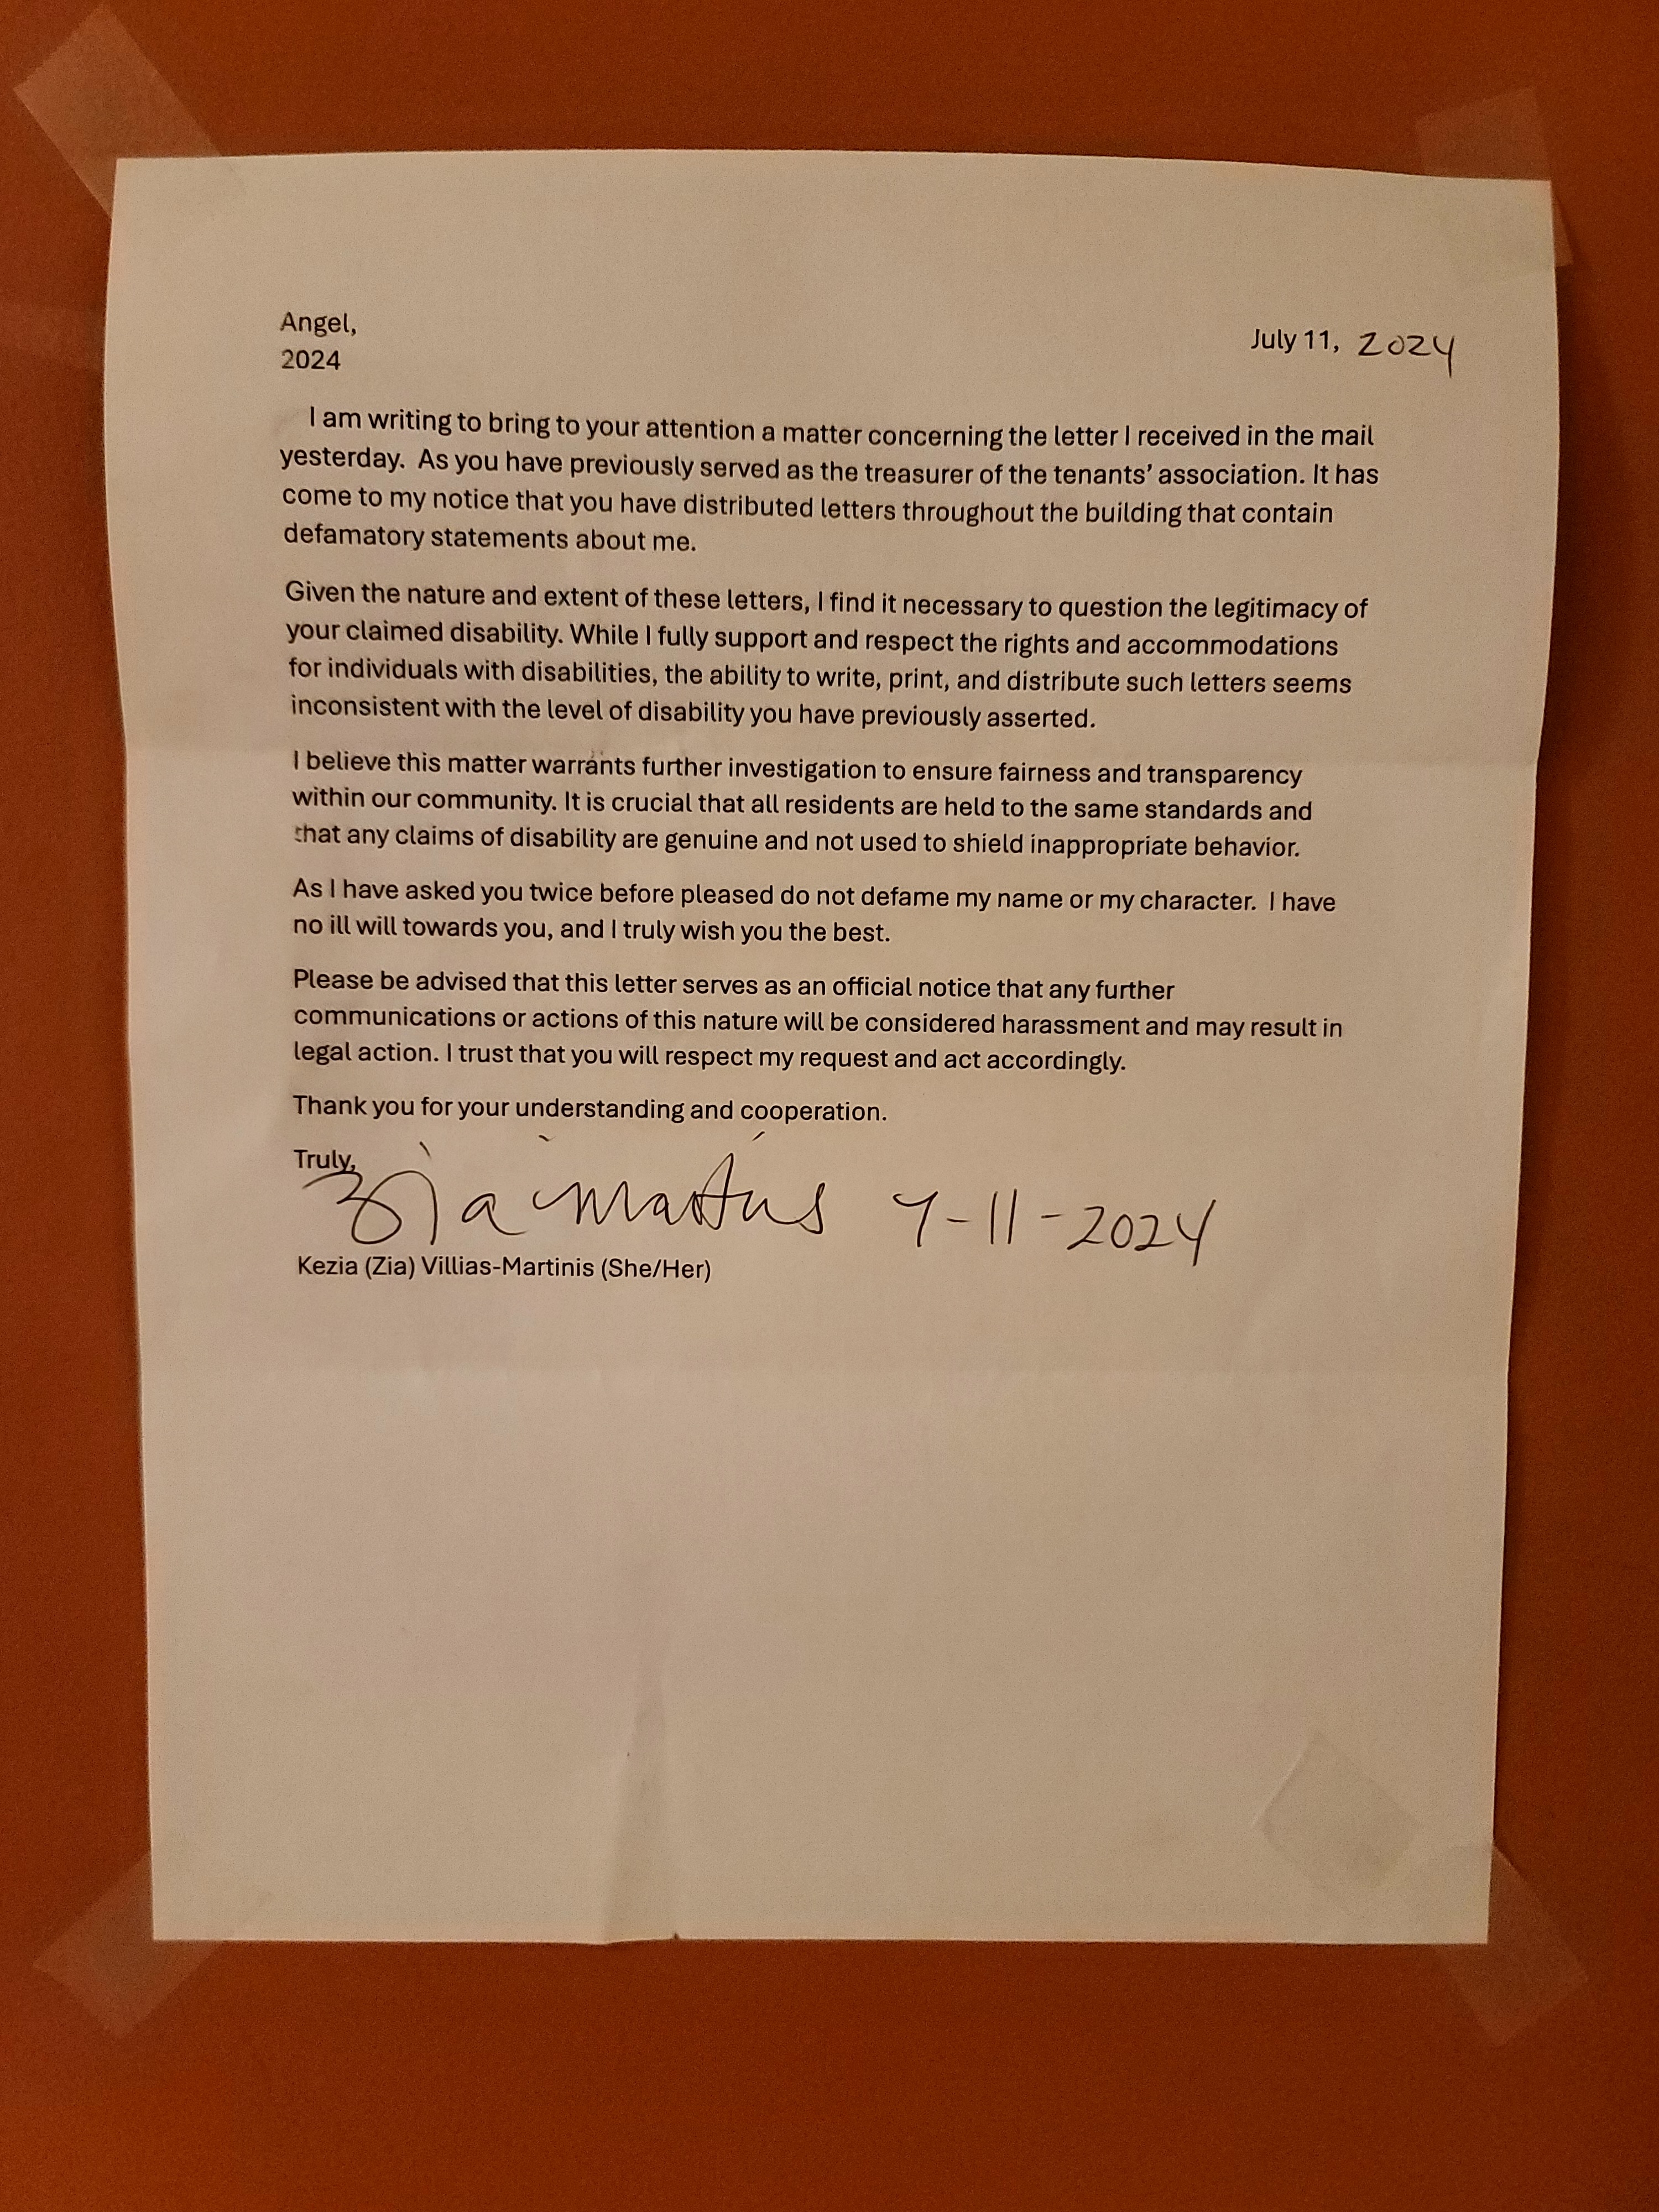 Angel,
July 11, 2024
2024
I am writing to bring to your attention a matter concerning the letter I received in the mail
yesterday. As you have previously served as the treasurer of the tenants' association. It has
come to my notice that you have distributed letters throughout the building that contain
defamatory statements about me.
Given the nature and extent of these letters, I find it necessary to question the legitimacy of
your claimed disability. While I fully support and respect the rights and accommodations
for individuals with disabilities, the ability to write, print, and distribute such letters seems
inconsistent with the level of disability you have previously asserted.
I believe this matter warrants further investigation to ensure fairness and transparency
within our community. It is crucial that all residents are held to the same standards and
that any claims of disability are genuine and not used to shield inappropriate behavior.
As I have asked you twice before pleased do not defame my name or my character. I have
no ill will towards you, and I truly wish you the best.
Please be advised that this letter serves as an official notice that any further
communications or actions of this nature will be considered harassment and may result in
legal action. I trust that you will respect my request and act accordingly.
Thank you for your understanding and cooperation.
Truly,
Zia 7-11-2024
Kezia (Zia) Villias-Martinis (She/Her)